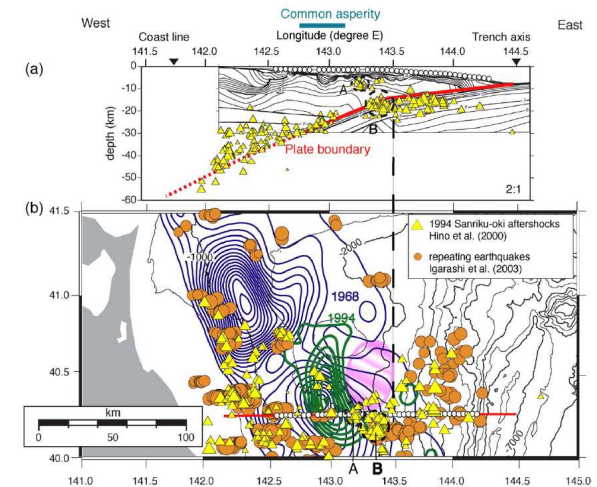 Common asperity
West
East
Coast line
Longitude (degree E)
Trench axis
141.5 142.0 142.5 143.0 143.5 144.0 144.5
(a)
0
-10
-20
-30
-40
-50
-60
depth (km)
A
B
Plate boundary
2:1
(b)
41.5
41.0
40.5
40.0
-1000
-2000
1968
1994
-7000
1994 Sanriku-oki aftershocks
Hino et al. (2000)
repeating earthquakes
Igarashi et al. (2003)
km
0 50 100
A B
141.0 141.5 142.0 142.5 143.0 143.5 144.0 144.5 145.0